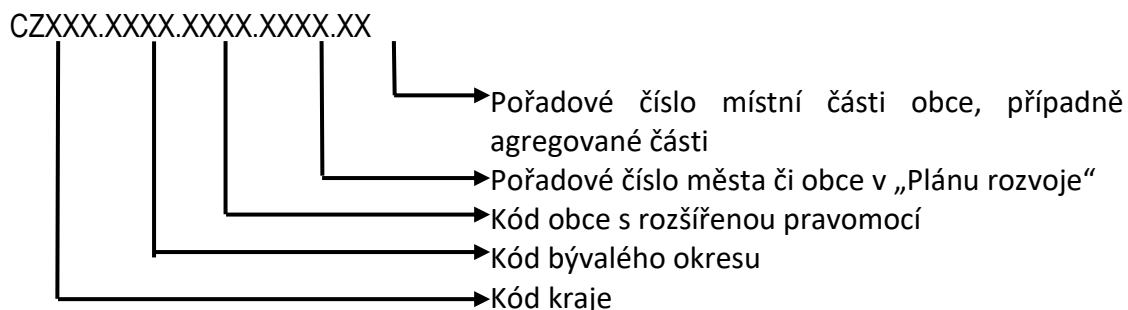 CZXXX.XXXX.XXXX.XXXX.XX
Pořadové číslo místní části obce, případně
agregované části
Pořadové číslo města či obce v „Plánu rozvoje“
Kód obce s rozšířenou pravomocí
Kód bývalého okresu
Kód kraje